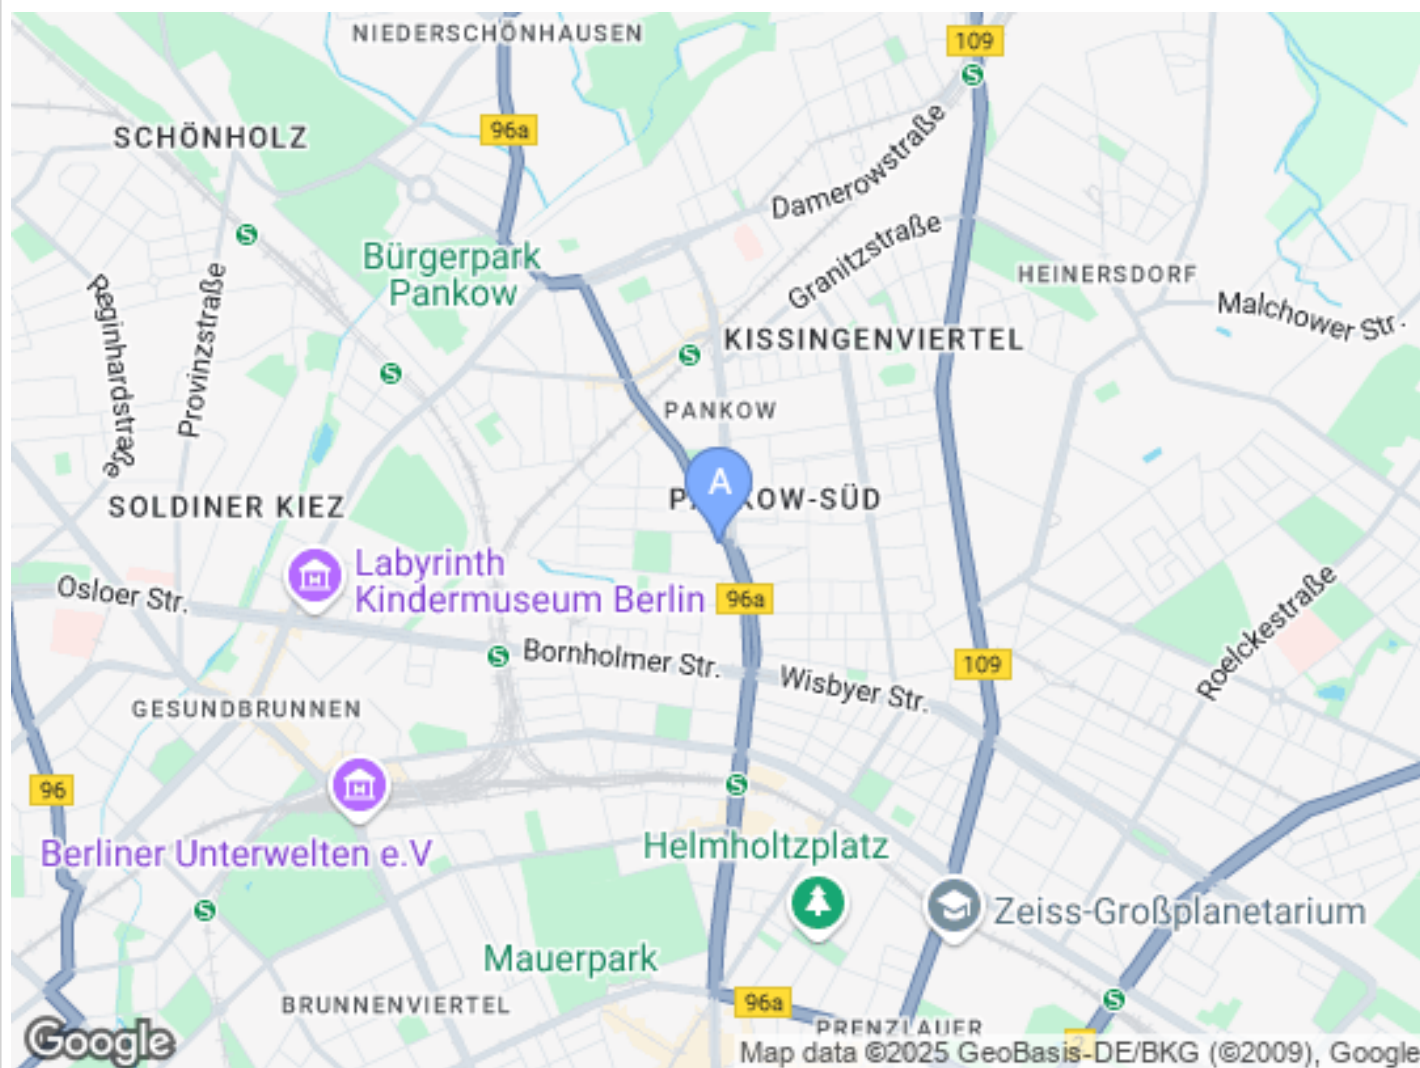 NIEDERSCHÖNHAUSEN
109
S
96a
SCHÖNHOLZ
Damerowstraße
S
Bürgerpark
Pankow
Granitzstraße
HEINERSDORF
Reginhardstraße
Provinzstraße
Malchower Str.
KISSINGENVIERTEL
S
S
PANKOW
A
PANKOW-SÜD
SOLDINER KIEZ
Labyrinth
Kindermuseum Berlin
96a
Osloer Str.
Roelckestraße
S
Bornholmer Str.
109
Wisbyer Str.
GESUNDBRUNNEN
96
S
Berliner Unterwelten e.V
Helmholtzplatz
S
Zeiss-Großplanetarium
Mauerpark
BRUNNENVIERTEL
96a
S
PRENZLAUER
2
Google
Map data ©2025 GeoBasis-DE/BKG (©2009), Google